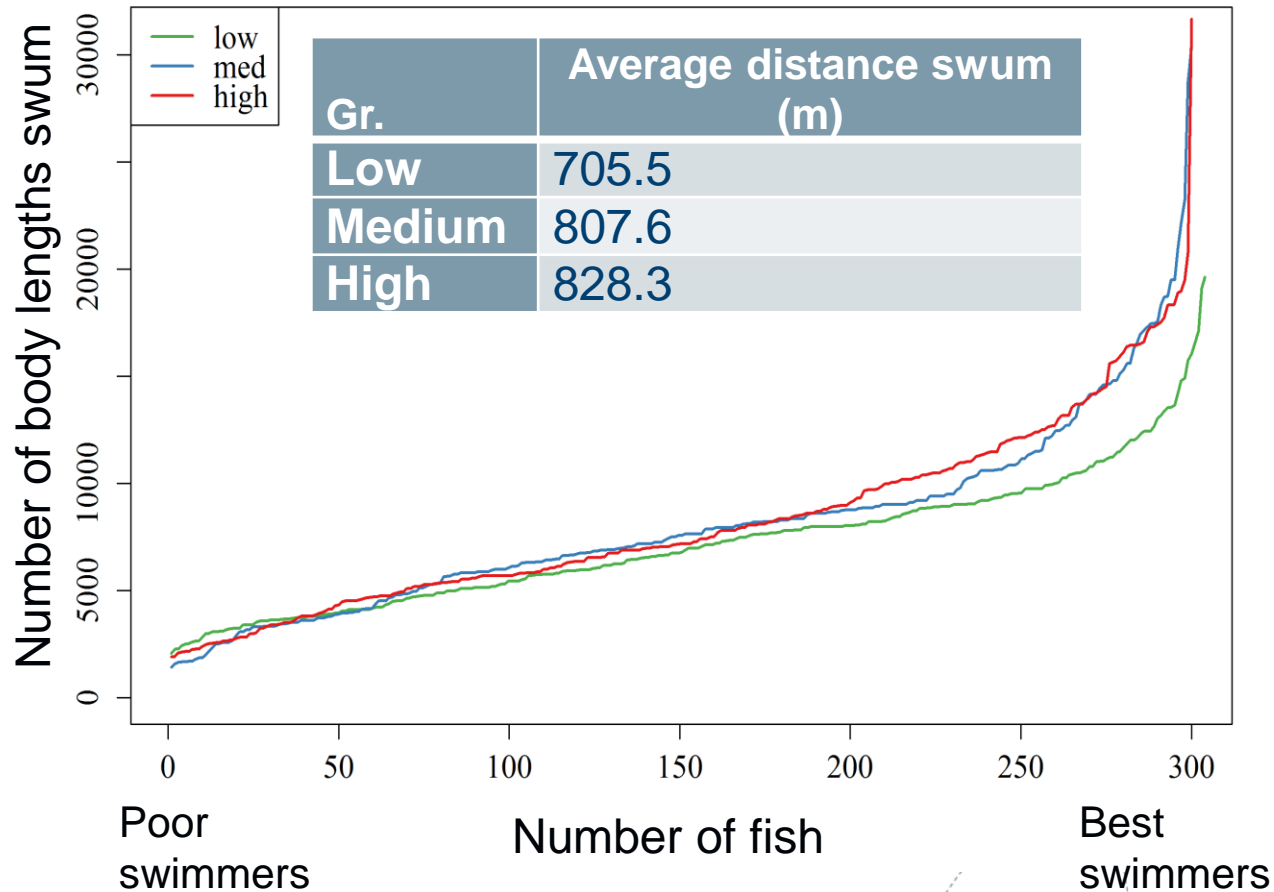 low
med
high
Gr.
Average distance swum
(m)
Low 705.5
Medium 807.6
High 828.3
Number of body lengths swum
30000
20000
10000
5000
0
0 50 100 150 200 250 300
Poor
swimmers
Number of fish
Best
swimmers